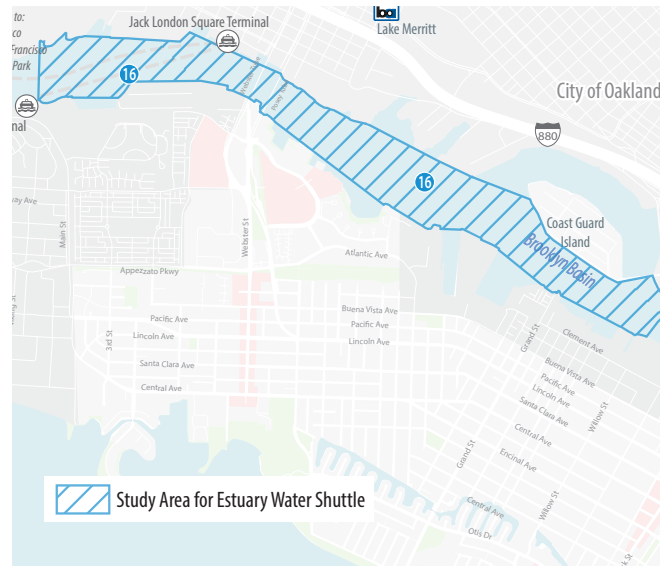 to:
co
Francisco
Park
Jack London Square Terminal
ba
Lake Merritt
City of Oakland
16
nal
880
16
Main St
Webster St
Coast Guard
Island
Brooklyn Basin
Atlantic Ave
Appezzato Pkwy
Buena Vista Ave
Pacific Ave
Pacific Ave
Lincoln Ave
Lincoln Ave
3rd St
Santa Clara Ave
Central Ave
Grand St
Clement Ave
Buena Vista Ave
Pacific Ave
Lincoln Ave
Santa Clara Ave
Willow St
Central Ave
Encinal Ave
Grand St
Willow St
Central Ave
Otis Dr
Study Area for Estuary Water Shuttle